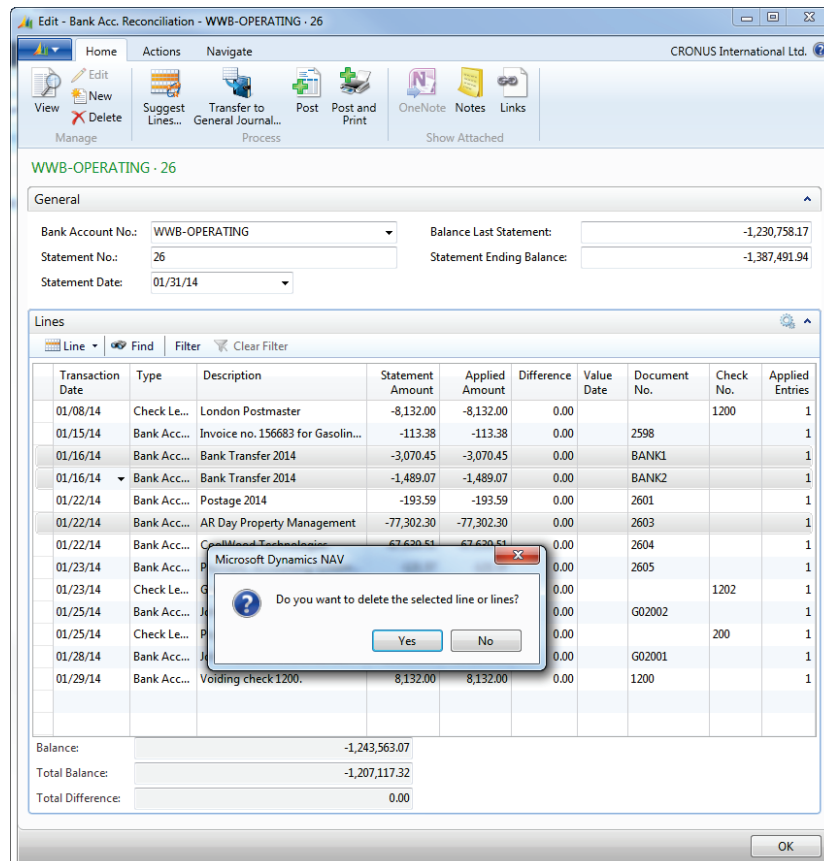 Edit - Bank Acc. Reconciliation - WWB-OPERATING · 26
Home Actions Navigate CRONUS International Ltd.
View
Edit
New
Delete
Suggest Lines...
Transfer to General Journal...
Post
Post and Print
OneNote
Notes
Links
Manage Process Show Attached
WWB-OPERATING · 26
General
Bank Account No.: WWB-OPERATING Balance Last Statement: -1,230,758.17
Statement No.: 26 Statement Ending Balance: -1,387,491.94
Statement Date: 01/31/14
Lines
Line Find Filter Clear Filter
Transaction Date Type Description Statement Amount Applied Amount Difference Value Date Document No. Check No. Applied Entries
01/08/14 Check Le... London Postmaster -8,132.00 -8,132.00 0.00 1200 1
01/15/14 Bank Acc... Invoice no. 156683 for Gasolin... -113.38 -113.38 0.00 2598 1
01/16/14 Bank Acc... Bank Transfer 2014 -3,070.45 -3,070.45 0.00 BANK1 1
01/16/14 Bank Acc... Bank Transfer 2014 -1,489.07 -1,489.07 0.00 BANK2 1
01/22/14 Bank Acc... Postage 2014 -193.59 -193.59 0.00 2601 1
01/22/14 Bank Acc... AR Day Property Management -77,302.30 -77,302.30 0.00 2603 1
01/22/14 Bank Acc... 0.00 2604 1
01/23/14 Bank Acc... 0.00 2605 1
01/23/14 Check Le... 0.00 1202 1
01/25/14 Bank Acc... 0.00 G02002 1
01/25/14 Check Le... 0.00 200 1
01/28/14 Bank Acc... 0.00 G02001 1
01/29/14 Bank Acc... Voiding check 1200. 8,132.00 8,132.00 0.00 1200 1
Microsoft Dynamics NAV
Do you want to delete the selected line or lines?
Yes No
Balance: -1,243,563.07
Total Balance: -1,207,117.32
Total Difference: 0.00
OK